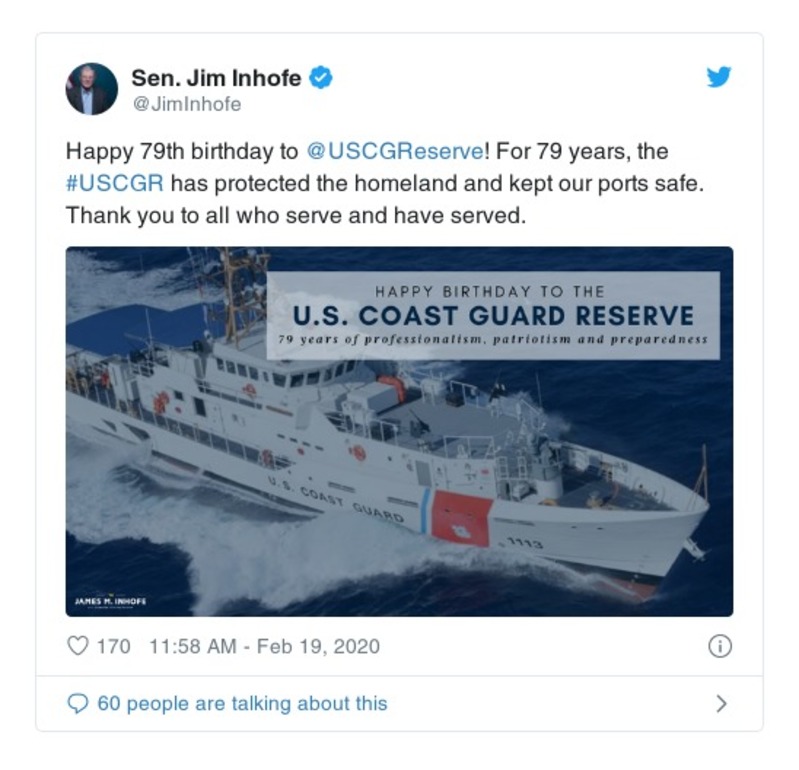 Sen. Jim Inhofe
@JimInhofe
Happy 79th birthday to @USCGReserve! For 79 years, the
#USCGR has protected the homeland and kept our ports safe.
Thank you to all who serve and have served.
HAPPY BIRTHDAY TO THE
U.S. COAST GUARD RESERVE
79 years of professionalism, patriotism and preparedness
U.S. COAST GUARD
1113
JAMES M. INHOFE
170 11:58 AM - Feb 19, 2020
60 people are talking about this